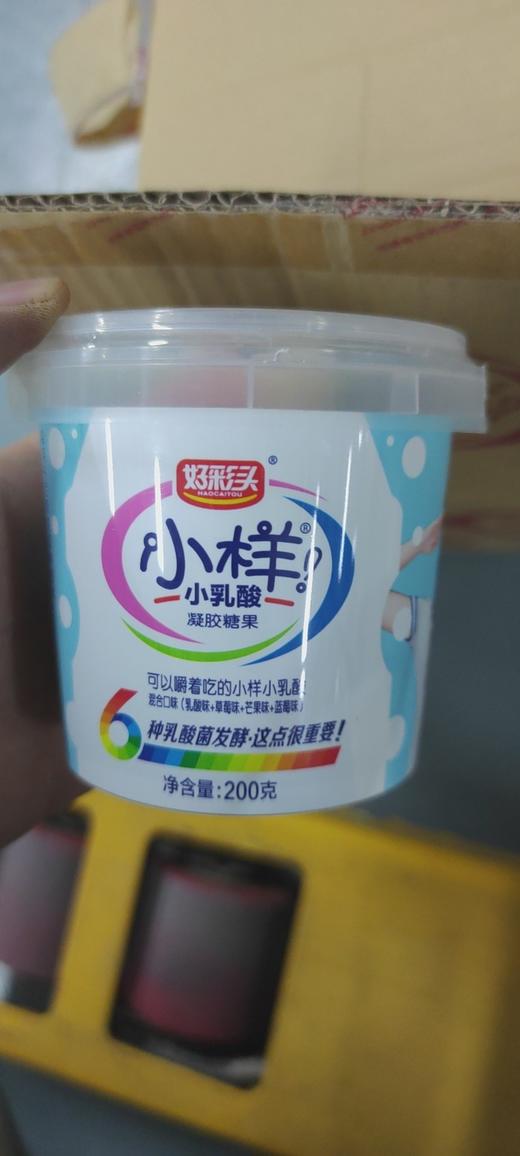 好彩头®
HAOCAITOU
小样®!
小乳酸
凝胶糖果
可以嚼着吃的小样小乳酸
混合口味(乳酸味+草莓味+芒果味+蓝莓味)
6种乳酸菌发酵·这点很重要!
净含量:200克